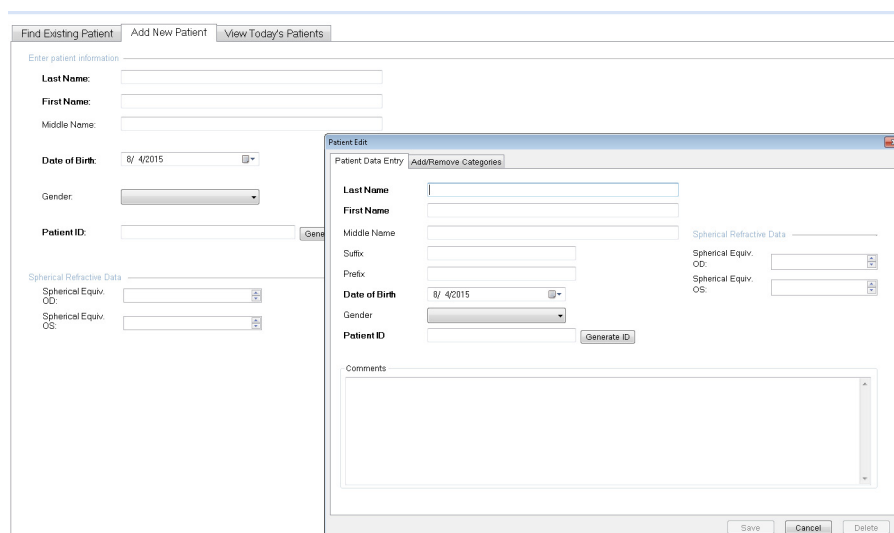 Find Existing Patient Add New Patient View Today's Patients
Enter patient information
Last Name:
First Name:
Middle Name:
Date of Birth: 8/ 4/2015
Gender:
Patient ID:
Spherical Refractive Data
Spherical Equiv.
OD:
Spherical Equiv.
OS:
Patient Edit
Patient Data Entry Add/Remove Categories
Last Name
First Name
Middle Name
Suffix
Prefix
Date of Birth 8/ 4/2015
Gender
Patient ID Generate ID
Spherical Refractive Data
Spherical Equiv.
OD:
Spherical Equiv.
OS:
Comments
Save Cancel Delete